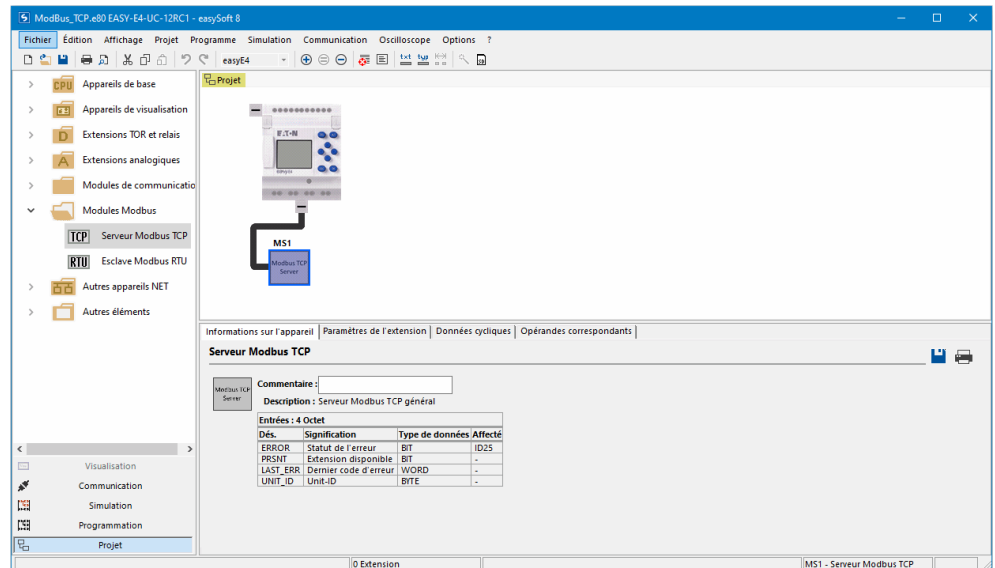 ModBus_TCP.e80 EASY-E4-UC-12RC1 - easySoft 8
Fichier Édition Affichage Projet Programme Simulation Communication Oscilloscope Options ?
easyE4
CPU Appareils de base
Appareils de visualisation
D Extensions TOR et relais
A Extensions analogiques
Modules de communicatio
Modules Modbus
TCP Serveur Modbus TCP
RTU Esclave Modbus RTU
Autres appareils NET
Autres éléments
Visualisation
Communication
Simulation
Programmation
Projet
Projet
E·T·N
MS1
Modbus TCP
Server
Informations sur l'appareil Paramètres de l'extension Données cycliques Opérandes correspondants
Serveur Modbus TCP
Modbus TCP
Server
Commentaire :
Description : Serveur Modbus TCP général
Entrées : 4 Octet
Dés. Signification Type de données Affecté
ERROR Statut de l'erreur BIT ID25
PRSNT Extension disponible BIT -
LAST_ERR Dernier code d'erreur WORD -
UNIT_ID Unit-ID BYTE -
0 Extension
MS1 - Serveur Modbus TCP